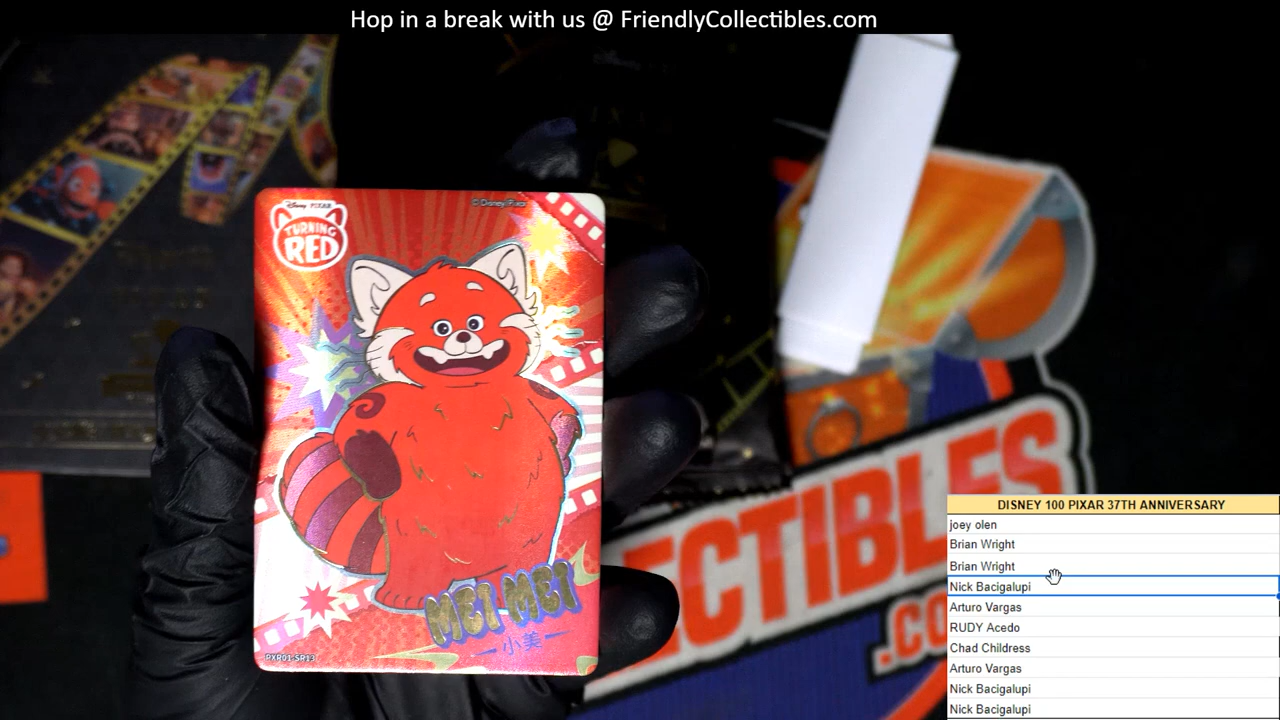 Hop in a break with us @ FriendlyCollectibles.com
Disney PIXAR
TURNING
RED
© Disney/Pixar
MEI MEI
小美
PXR01-SR13
ECTIBLES
.CO
DISNEY 100 PIXAR 37TH ANNIVERSARY
joey olen
Brian Wright
Brian Wright
Nick Bacigalupi
Arturo Vargas
RUDY Acedo
Chad Childress
Arturo Vargas
Nick Bacigalupi
Nick Bacigalupi